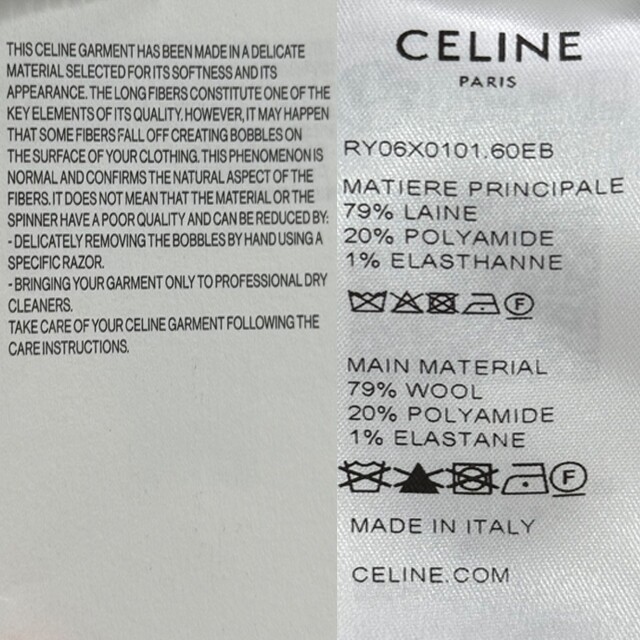 THIS CELINE GARMENT HAS BEEN MADE IN A DELICATE
MATERIAL SELECTED FOR ITS SOFTNESS AND ITS
APPEARANCE. THE LONG FIBERS CONSTITUTE ONE OF THE
KEY ELEMENTS OF ITS QUALITY. HOWEVER, IT MAY HAPPEN
THAT SOME FIBERS FALL OFF CREATING BOBBLES ON
THE SURFACE OF YOUR CLOTHING. THIS PHENOMENON IS
NORMAL AND CONFIRMS THE NATURAL ASPECT OF THE
FIBERS. IT DOES NOT MEAN THAT THE MATERIAL OR THE
SPINNER HAVE A POOR QUALITY AND CAN BE REDUCED BY:
- DELICATELY REMOVING THE BOBBLES BY HAND USING A
SPECIFIC RAZOR.
- BRINGING YOUR GARMENT ONLY TO PROFESSIONAL DRY
CLEANERS.
TAKE CARE OF YOUR CELINE GARMENT FOLLOWING THE
CARE INSTRUCTIONS.
CELINE
PARIS
RY06X0101.60EB
MATIERE PRINCIPALE
79% LAINE
20% POLYAMIDE
1% ELASTHANNE
F
MAIN MATERIAL
79% WOOL
20% POLYAMIDE
1% ELASTANE
F
MADE IN ITALY
CELINE.COM